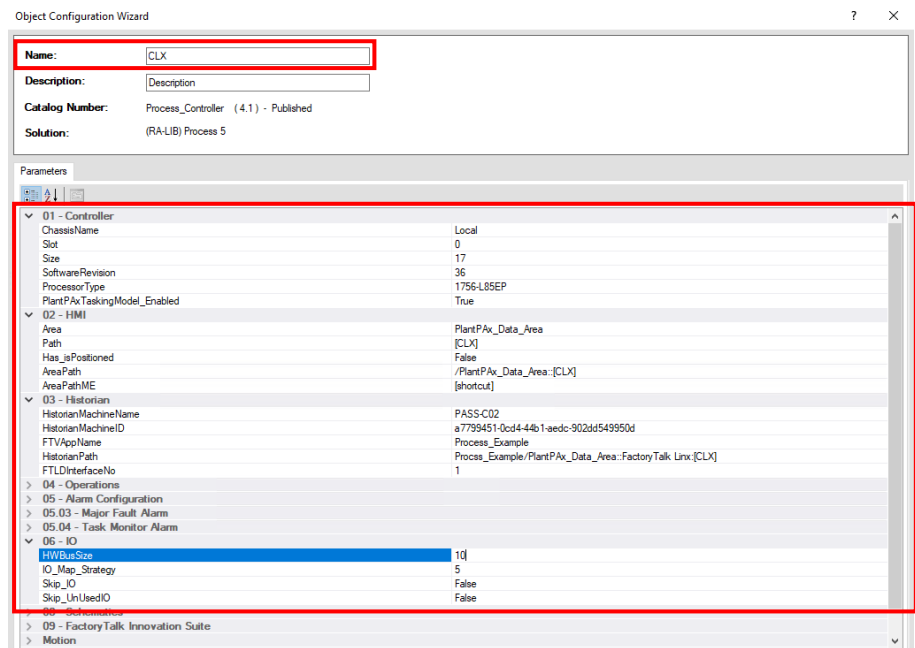 Object Configuration Wizard ? ×
Name: CLX
Description: Description
Catalog Number: Process_Controller ( 4.1 ) - Published
Solution: (RA-LIB) Process 5
Parameters
01 - Controller
ChassisName Local
Slot 0
Size 17
SoftwareRevision 36
ProcessorType 1756-L85EP
PlantPAxTaskingModel_Enabled True
02 - HMI
Area PlantPAx_Data_Area
Path [CLX]
Has_isPositioned False
AreaPath /PlantPAx_Data_Area::[CLX]
AreaPathME [shortcut]
03 - Historian
HistorianMachineName PASS-C02
HistorianMachineID a7799451-0cd4-44b1-aedc-902dd549950d
FTVAppName Process_Example
HistorianPath Procss_Example/PlantPAx_Data_Area::FactoryTalk Linx:[CLX]
FTLDInterfaceNo 1
04 - Operations
05 - Alarm Configuration
05.03 - Major Fault Alarm
05.04 - Task Monitor Alarm
06 - IO
HWBusSize 10
IO_Map_Strategy 5
Skip_IO False
Skip_UnUsedIO False
08 - Schematics
09 - FactoryTalk Innovation Suite
Motion